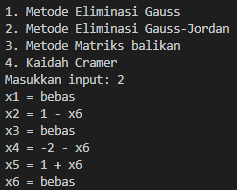 1. Metode Eliminasi Gauss
2. Metode Eliminasi Gauss-Jordan
3. Metode Matriks balikan
4. Kaidah Cramer
Masukkan input: 2
x1 = bebas
x2 = 1 - x6
x3 = bebas
x4 = -2 - x6
x5 = 1 + x6
x6 = bebas